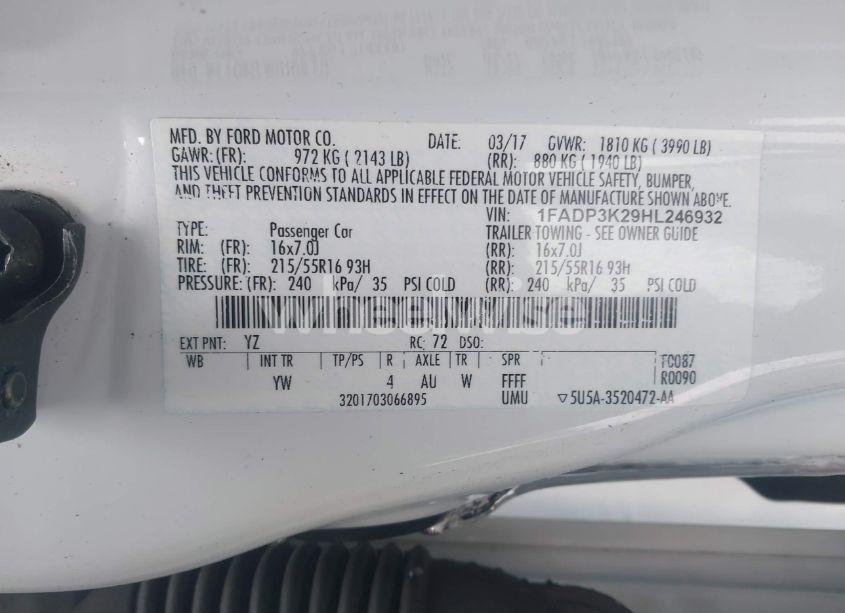 MFD. BY FORD MOTOR CO. DATE: 03/17 GVWR: 1810 KG ( 3990 LB)
GAWR: (FR): 972 KG ( 2143 LB) (RR): 880 KG ( 1940 LB)
THIS VEHICLE CONFORMS TO ALL APPLICABLE FEDERAL MOTOR VEHICLE SAFETY, BUMPER,
AND THEFT PREVENTION STANDARDS IN EFFECT ON THE DATE OF MANUFACTURE SHOWN ABOVE.
VIN: 1FADP3K29HL246932
TYPE: Passenger Car TRAILER TOWING - SEE OWNER GUIDE
RIM: (FR): 16x7.0J (RR): 16x7.0J
TIRE: (FR): 215/55R16 93H (RR): 215/55R16 93H
PRESSURE: (FR): 240 kPa/ 35 PSI COLD (RR): 240 kPa/ 35 PSI COLD
Wheelwise
EXT PNT: YZ RC: 72 DSO:
WB INT TR TP/PS R AXLE TR SPR TC087
YW 4 AU W FFFF R0090
3201703066895 UMU ▽5U5A-3520472-AA